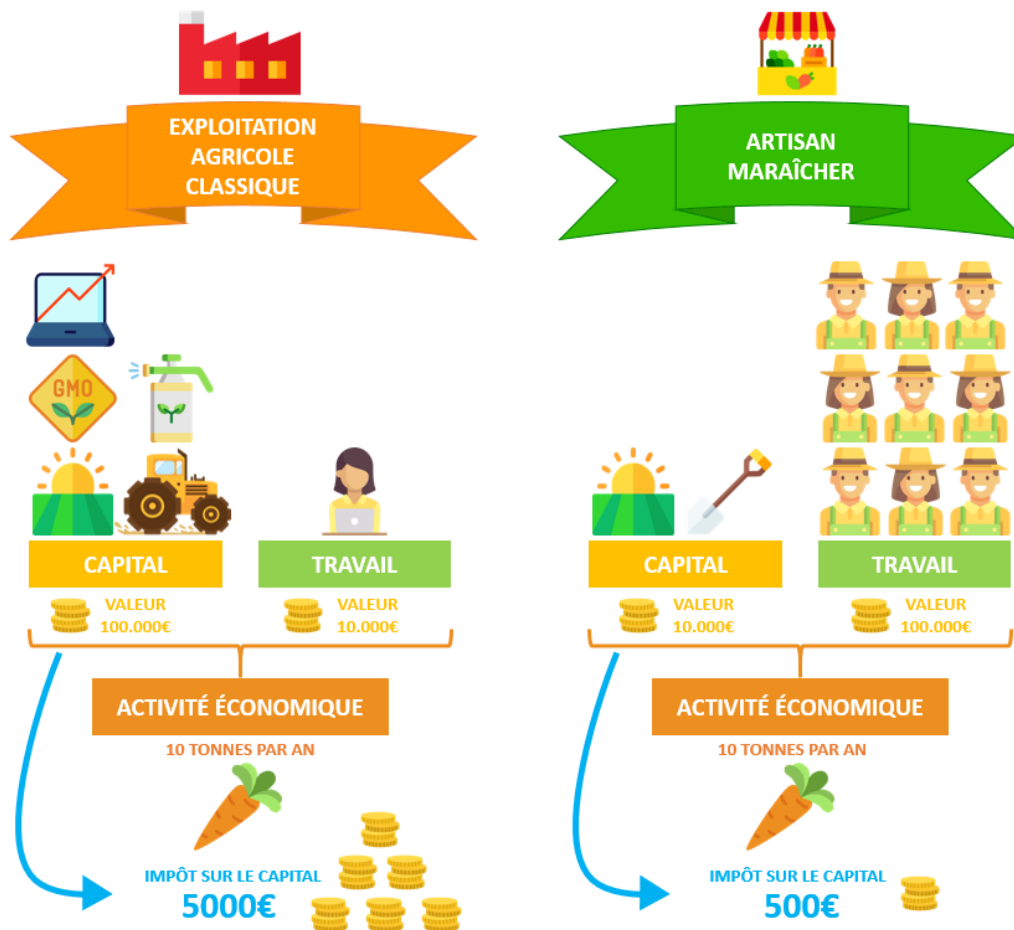 EXPLOITATION
AGRICOLE
CLASSIQUE
GMO
CAPITAL
TRAVAIL
VALEUR
100.000€
VALEUR
10.000€
ACTIVITÉ ÉCONOMIQUE
10 TONNES PAR AN
IMPÔT SUR LE CAPITAL
5000€
ARTISAN
MARAÎCHER
CAPITAL
TRAVAIL
VALEUR
10.000€
VALEUR
100.000€
ACTIVITÉ ÉCONOMIQUE
10 TONNES PAR AN
IMPÔT SUR LE CAPITAL
500€